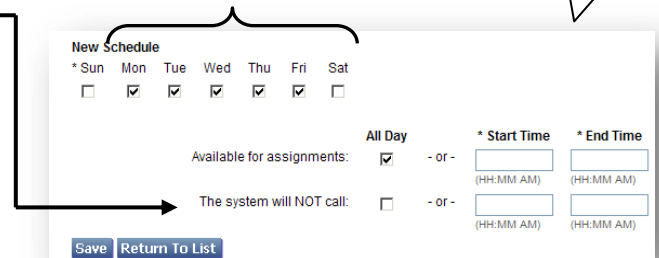 New Schedule
* Sun Mon Tue Wed Thu Fri Sat
All Day * Start Time * End Time
Available for assignments: - or -
(HH:MM AM) (HH:MM AM)
The system will NOT call: - or -
(HH:MM AM) (HH:MM AM)
Save Return To List